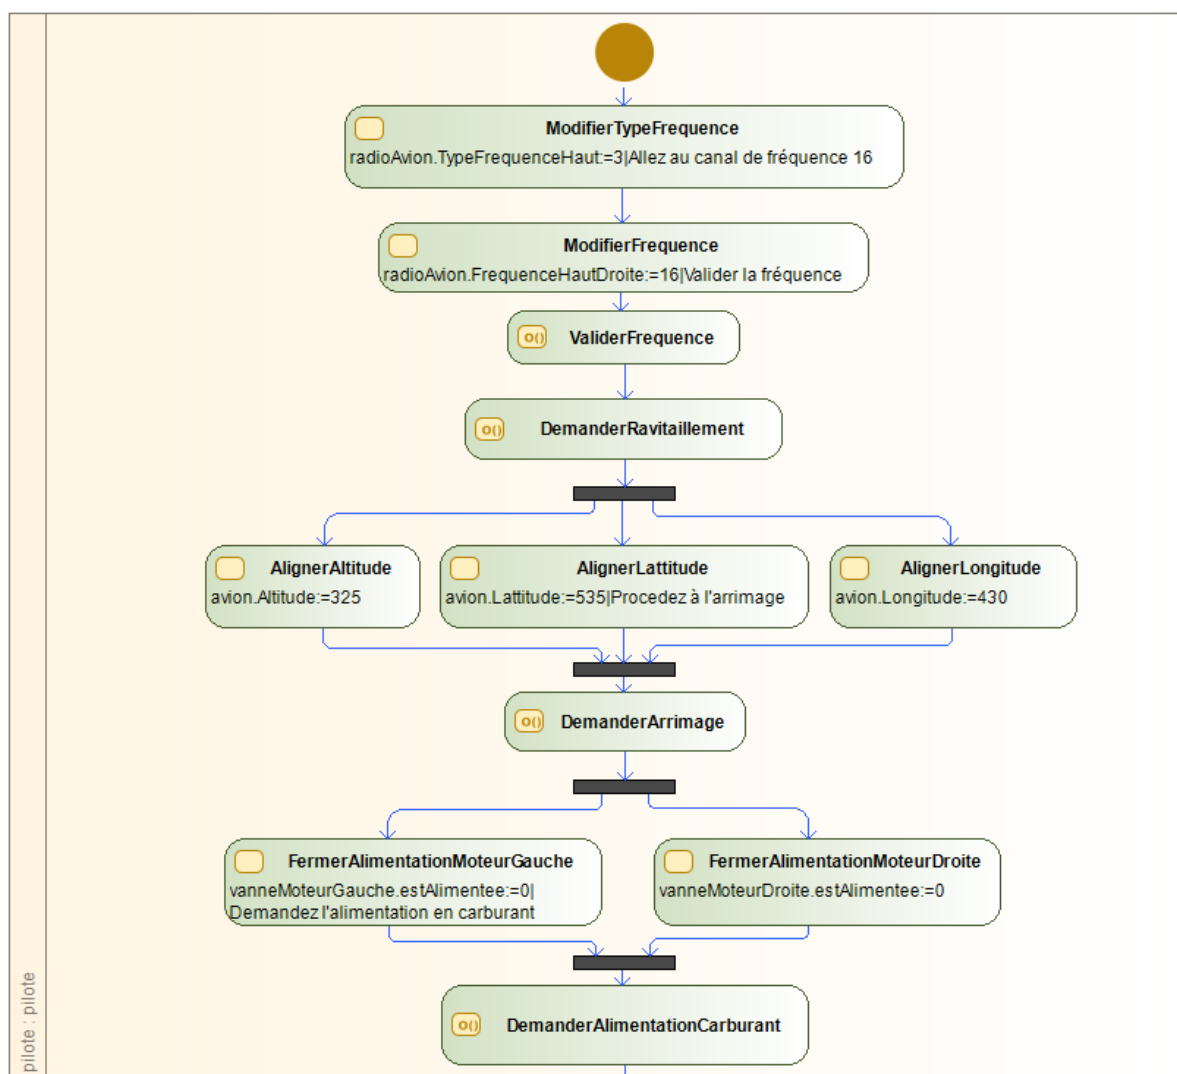 ModifierTypeFrequence
radioAvion.TypeFrequenceHaut:=3|Allez au canal de fréquence 16
ModifierFrequence
radioAvion.FrequenceHautDroite:=16|Valider la fréquence
O() ValiderFrequence
O() DemanderRavitaillement
AlignerAltitude
avion.Altitude:=325
AlignerLattitude
avion.Lattitude:=535|Procedez à l'arrimage
AlignerLongitude
avion.Longitude:=430
O() DemanderArrimage
FermerAlimentationMoteurGauche
vanneMoteurGauche.estAlimentee:=0|
Demandez l'alimentation en carburant
FermerAlimentationMoteurDroite
vanneMoteurDroite.estAlimentee:=0
O() DemanderAlimentationCarburant
pilote : pilote